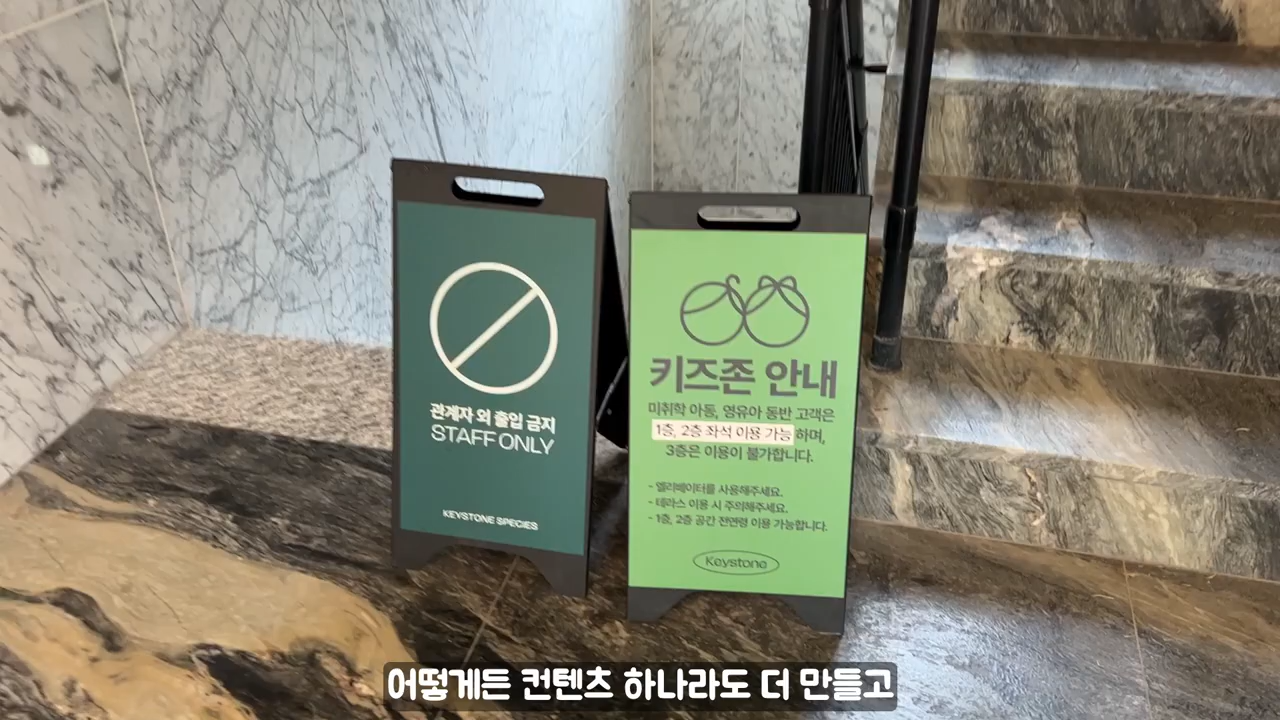 관계자 외 출입 금지
STAFF ONLY
KEYSTONE SPECIES
키즈존 안내
미취학 아동, 영유아 동반 고객은
1층, 2층 좌석 이용 가능 하며,
3층은 이용이 불가합니다.
- 엘리베이터를 사용해주세요.
- 테라스 이용 시 주의해주세요.
- 1층, 2층 공간 전연령 이용 가능합니다.
Keystone
어떻게든 컨텐츠 하나라도 더 만들고